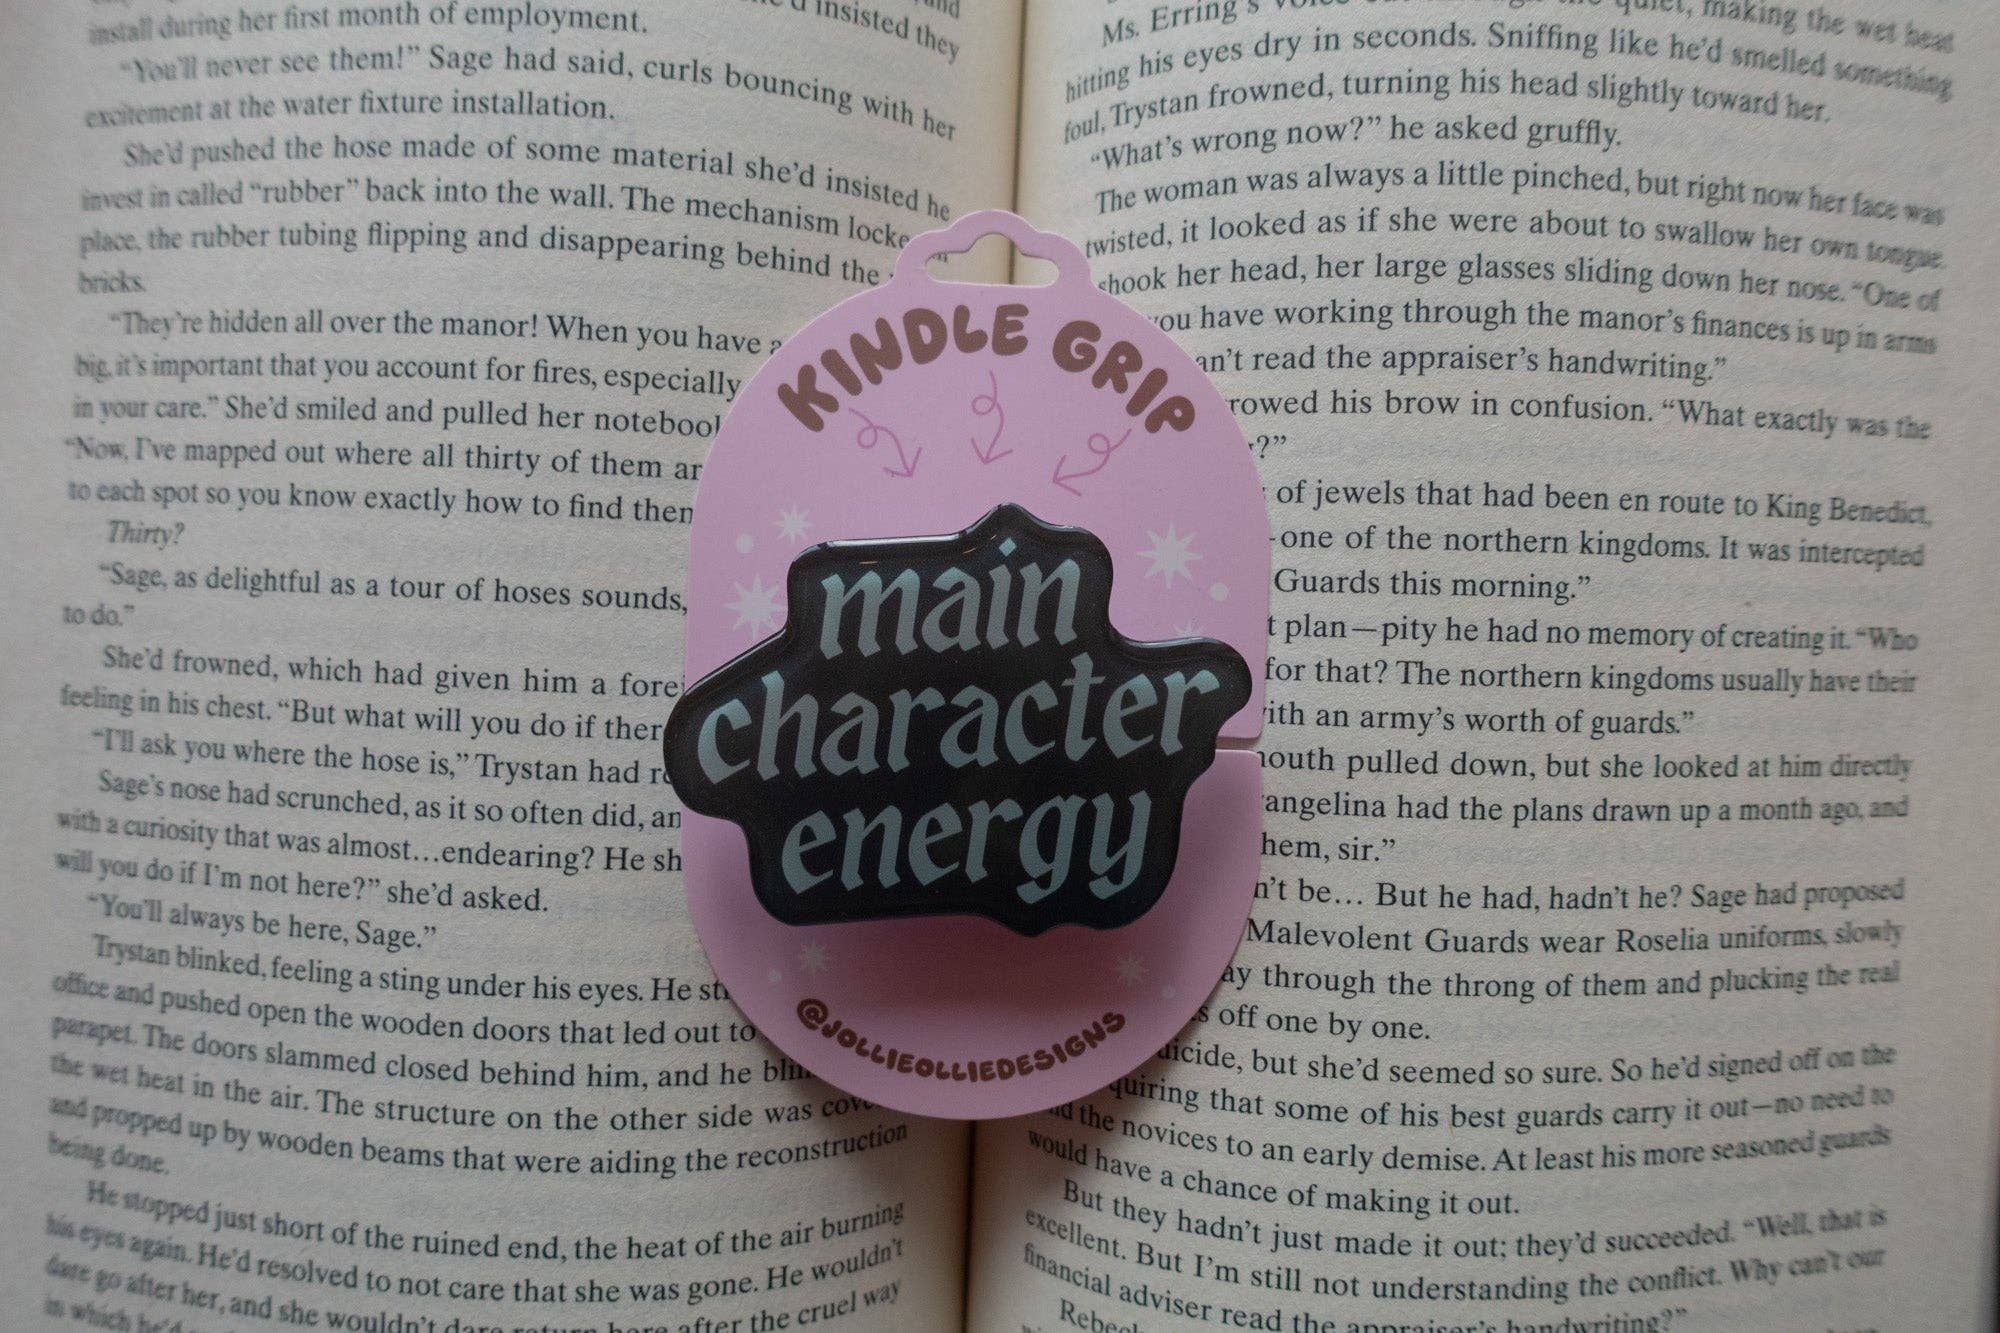 insisted they
install during her first month of employment.
“You’ll never see them!” Sage had said, curls bouncing with her
excitement at the water fixture installation.
She’d pushed the hose made of some material she’d insisted he
invest in called “rubber” back into the wall. The mechanism locke
place, the rubber tubing flipping and disappearing behind the
bricks.
“They’re hidden all over the manor! When you have a
big, it’s important that you account for fires, especially
in your care.” She’d smiled and pulled her notebook
“Now, I’ve mapped out where all thirty of them ar
to each spot so you know exactly how to find then
Thirty?
“Sage, as delightful as a tour of hoses sounds,
to do.”
She’d frowned, which had given him a forei
feeling in his chest. “But what will you do if ther
“I’ll ask you where the hose is,” Trystan had re
Sage’s nose had scrunched, as it so often did, an
with a curiosity that was almost…endearing? He sh
will you do if I’m not here?” she’d asked.
“You’ll always be here, Sage.”
Trystan blinked, feeling a sting under his eyes. He str
office and pushed open the wooden doors that led out to
parapet. The doors slammed closed behind him, and he blin
the wet heat in the air. The structure on the other side was cove
and propped up by wooden beams that were aiding the reconstruction
being done.
He stopped just short of the ruined end, the heat of the air burning
his eyes again. He’d resolved to not care that she was gone. He wouldn’t
dare go after her, and she wouldn’t dare return here after the cruel way
in which he’d
KINDLE GRIP
main
character
energy
@JOLLIEOLLIEDESIGNS
Ms. Erring’s voice making the wet heat
hitting his eyes dry in seconds. Sniffing like he’d smelled something
foul, Trystan frowned, turning his head slightly toward her.
“What’s wrong now?” he asked gruffly.
The woman was always a little pinched, but right now her face was
twisted, it looked as if she were about to swallow her own tongue.
shook her head, her large glasses sliding down her nose. “One of
you have working through the manor’s finances is up in arms
an’t read the appraiser’s handwriting.”
rowed his brow in confusion. “What exactly was the
r?”
of jewels that had been en route to King Benedict,
-one of the northern kingdoms. It was intercepted
Guards this morning.”
t plan—pity he had no memory of creating it. “Who
for that? The northern kingdoms usually have their
ith an army’s worth of guards.”
nouth pulled down, but she looked at him directly
angelina had the plans drawn up a month ago, and
hem, sir.”
n’t be… But he had, hadn’t he? Sage had proposed
Malevolent Guards wear Roselia uniforms, slowly
ay through the throng of them and plucking the real
s off one by one.
uicide, but she’d seemed so sure. So he’d signed off on the
quiring that some of his best guards carry it out—no need to
nd the novices to an early demise. At least his more seasoned guards
would have a chance of making it out.
But they hadn’t just made it out; they’d succeeded. “Well, that is
excellent. But I’m still not understanding the conflict. Why can’t our
financial adviser read the appraiser’s handwriting?”
Rebec